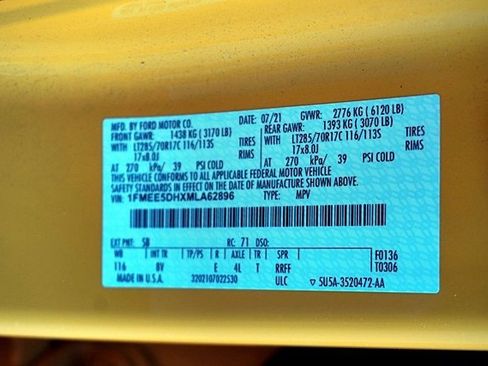 MFD. BY FORD MOTOR CO. DATE: 07/21 GVWR: 2776 KG ( 6120 LB)
FRONT GAWR: 1438 KG ( 3170 LB) REAR GAWR: 1393 KG ( 3070 LB)
WITH LT285/70R17C 116/113S TIRES WITH LT285/70R17C 116/113S TIRES
17x8.0J RIMS 17x8.0J RIMS
AT 270 kPa/ 39 PSI COLD AT 270 kPa/ 39 PSI COLD
THIS VEHICLE CONFORMS TO ALL APPLICABLE FEDERAL MOTOR VEHICLE
SAFETY STANDARDS IN EFFECT ON THE DATE OF MANUFACTURE SHOWN ABOVE.
VIN: 1FMEE5DHXMLA62896 TYPE: MPV
EXT PNT: SB RC: 71 DSO:
WB INT TR TP/PS R AXLE TR SPR F0136
116 8V E 4L T RRFF T0306
MADE IN U.S.A. 3202107022530 ULC ▽ 5U5A-3520472-AA